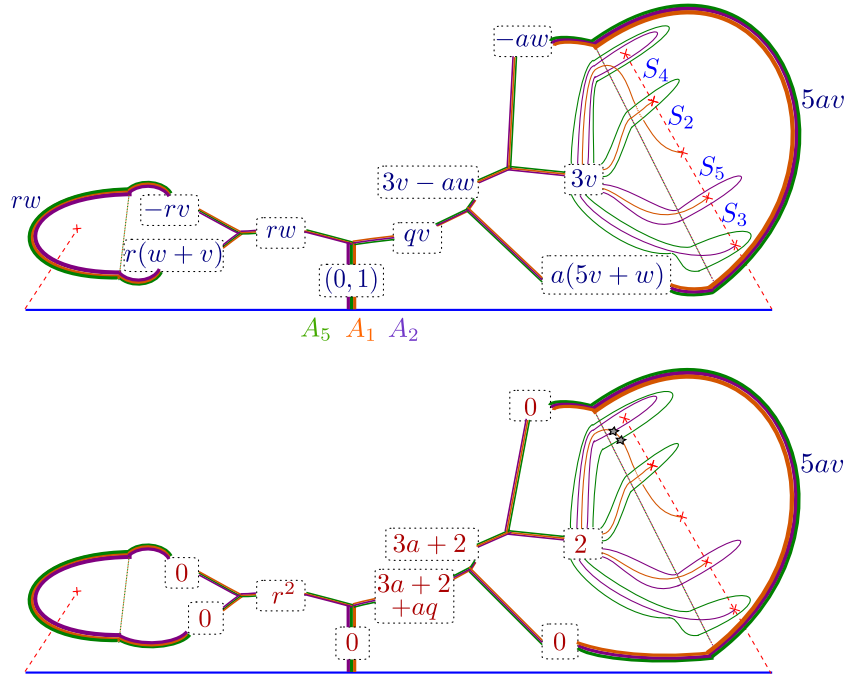 −aw
S₄
5av
S₂
3v − aw
3v
S₅
rw
−rv
S₃
rw
qv
r(w + v)
(0, 1)
a(5v + w)
A₅ A₁ A₂
0
5av
3a + 2
2
0
r²
3a + 2
+aq
0
0
0